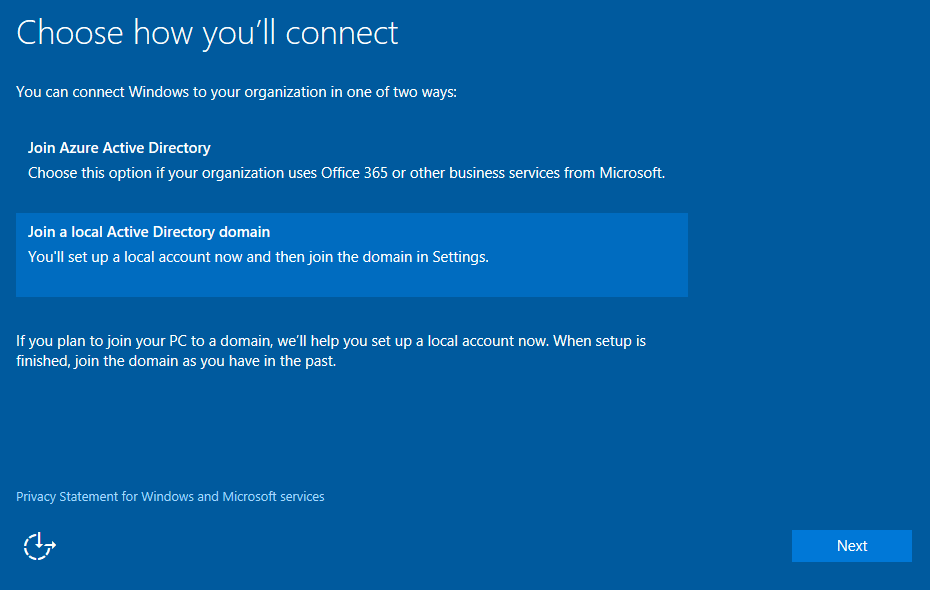 Choose how you’ll connect
You can connect Windows to your organization in one of two ways:
Join Azure Active Directory
Choose this option if your organization uses Office 365 or other business services from Microsoft.
Join a local Active Directory domain
You'll set up a local account now and then join the domain in Settings.
If you plan to join your PC to a domain, we’ll help you set up a local account now. When setup is
finished, join the domain as you have in the past.
Privacy Statement for Windows and Microsoft services
Next